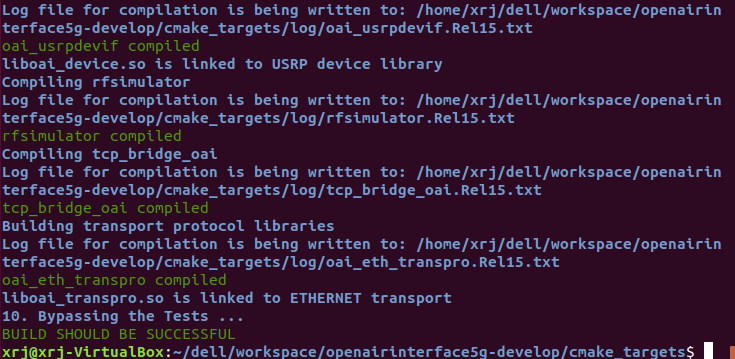 Log file for compilation is being written to: /home/xrj/dell/workspace/openairin
terface5g-develop/cmake_targets/log/oai_usrpdevif.Rel15.txt
oai_usrpdevif compiled
liboai_device.so is linked to USRP device library
Compiling rfsimulator
Log file for compilation is being written to: /home/xrj/dell/workspace/openairin
terface5g-develop/cmake_targets/log/rfsimulator.Rel15.txt
rfsimulator compiled
Compiling tcp_bridge_oai
Log file for compilation is being written to: /home/xrj/dell/workspace/openairin
terface5g-develop/cmake_targets/log/tcp_bridge_oai.Rel15.txt
tcp_bridge_oai compiled
Building transport protocol libraries
Log file for compilation is being written to: /home/xrj/dell/workspace/openairin
terface5g-develop/cmake_targets/log/oai_eth_transpro.Rel15.txt
oai_eth_transpro compiled
liboai_transpro.so is linked to ETHERNET transport
10. Bypassing the Tests ...
BUILD SHOULD BE SUCCESSFUL
xrj@xrj-VirtualBox:~/dell/workspace/openairinterface5g-develop/cmake_targets$